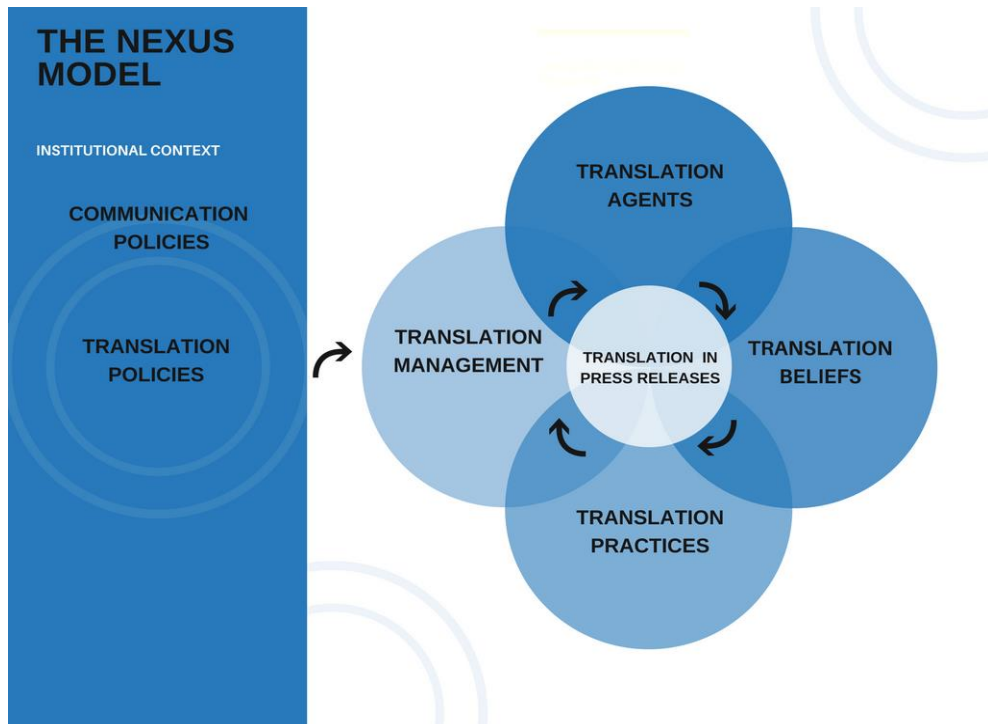 THE NEXUS
MODEL
INSTITUTIONAL CONTEXT
COMMUNICATION
POLICIES
TRANSLATION
POLICIES
TRANSLATION
AGENTS
TRANSLATION
MANAGEMENT
TRANSLATION IN
PRESS RELEASES
TRANSLATION
BELIEFS
TRANSLATION
PRACTICES